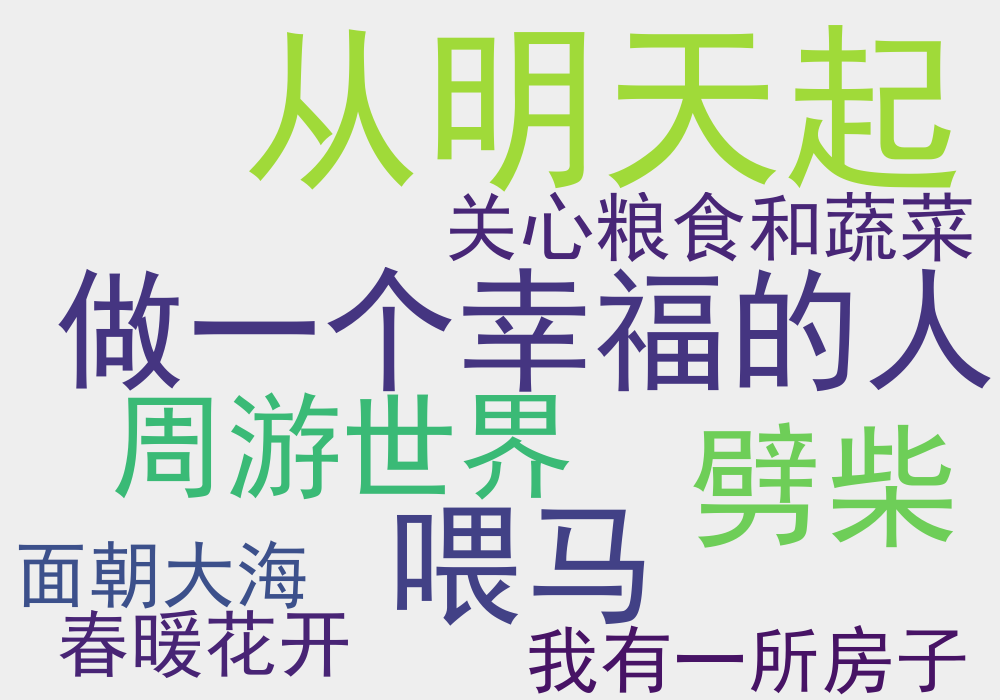 从明天起
关心粮食和蔬菜
做一个幸福的人
周游世界
劈柴
喂马
面朝大海
春暖花开
我有一所房子